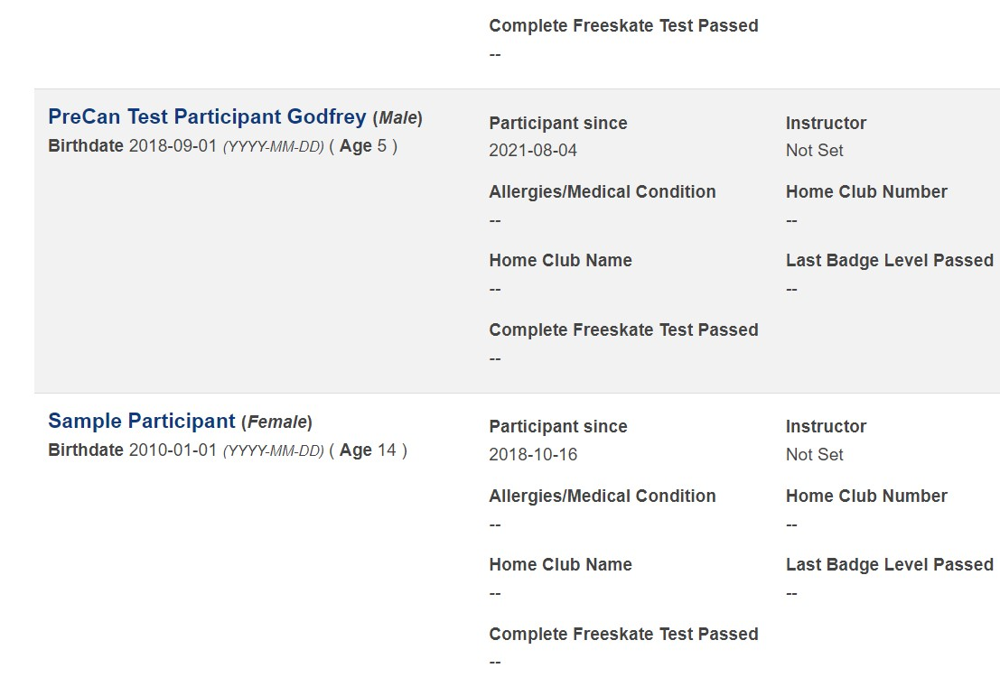 Complete Freeskate Test Passed
--
PreCan Test Participant Godfrey (Male)
Birthdate 2018-09-01 (YYYY-MM-DD) ( Age 5 )
Participant since
2021-08-04
Instructor
Not Set
Allergies/Medical Condition
--
Home Club Number
--
Home Club Name
--
Last Badge Level Passed
--
Complete Freeskate Test Passed
--
Sample Participant (Female)
Birthdate 2010-01-01 (YYYY-MM-DD) ( Age 14 )
Participant since
2018-10-16
Instructor
Not Set
Allergies/Medical Condition
--
Home Club Number
--
Home Club Name
--
Last Badge Level Passed
--
Complete Freeskate Test Passed
--